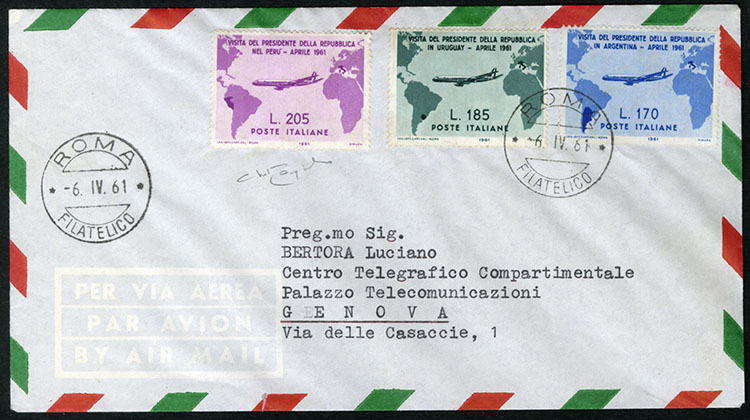 VISITA DEL PRESIDENTE DELLA REPUBBLICA
NEL PERU' - APRILE 1961
L. 205
POSTE ITALIANE
1961
VISITA DEL PRESIDENTE DELLA REPUBBLICA
IN URUGUAY - APRILE 1961
L. 185
POSTE ITALIANE
1961
VISITA DEL PRESIDENTE DELLA REPUBBLICA
IN ARGENTINA - APRILE 1961
L. 170
POSTE ITALIANE
1961
ROMA
-6. IV. 61
FILATELICO
ROMA
-6. IV. 61
FILATELICO
Preg.mo Sig.
BERTORA Luciano
Centro Telegrafico Compartimentale
Palazzo Telecomunicazioni
G E N O V A
Via delle Casaccie, 1
PER VIA AEREA
PAR AVION
BY AIR MAIL